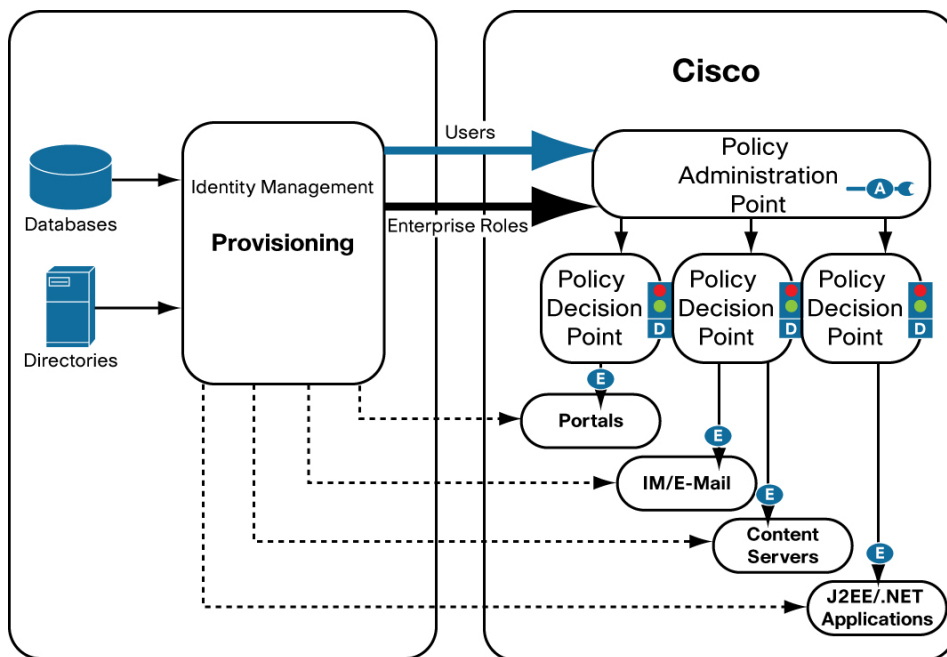 Cisco
Users
Policy
Administration
Point
A
Identity Management
Provisioning
Databases
Enterprise Roles
Directories
Policy
Decision
Point
D
Policy
Decision
Point
D
Policy
Decision
Point
D
E
Portals
E
IM/E-Mail
E
Content
Servers
E
J2EE/.NET
Applications